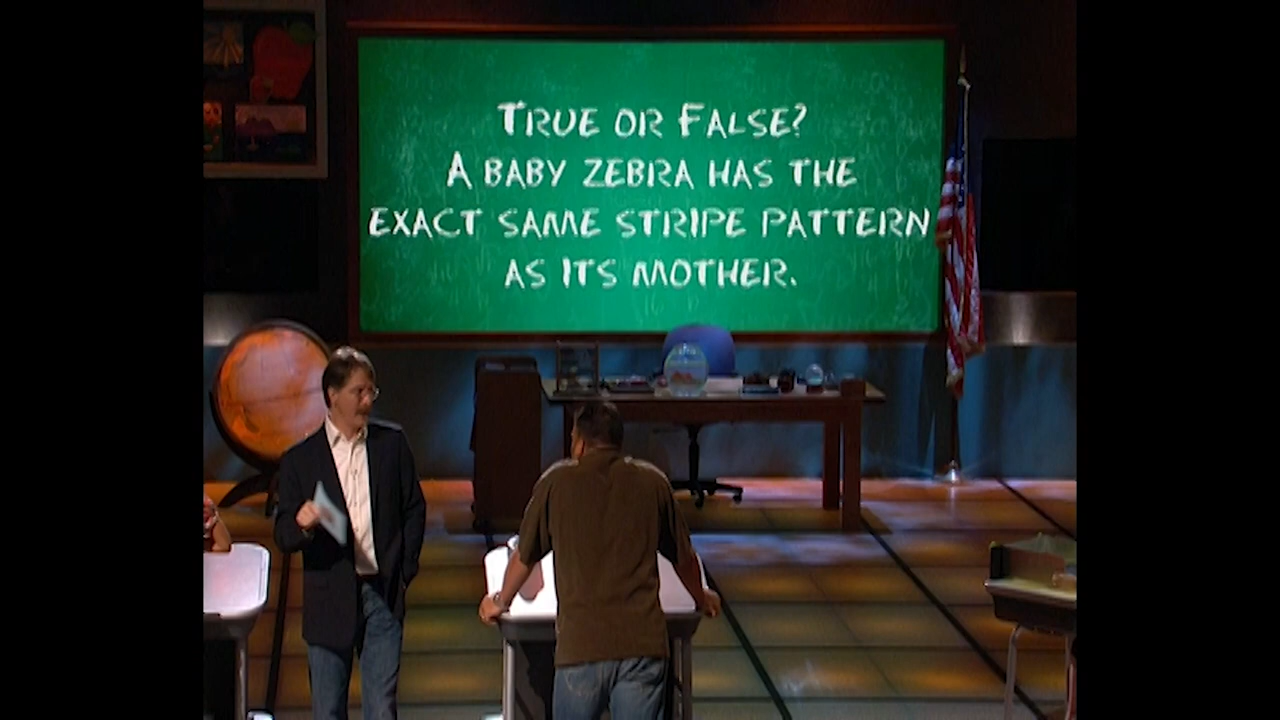 True or False?
A baby zebra has the
exact same stripe pattern
as its mother.